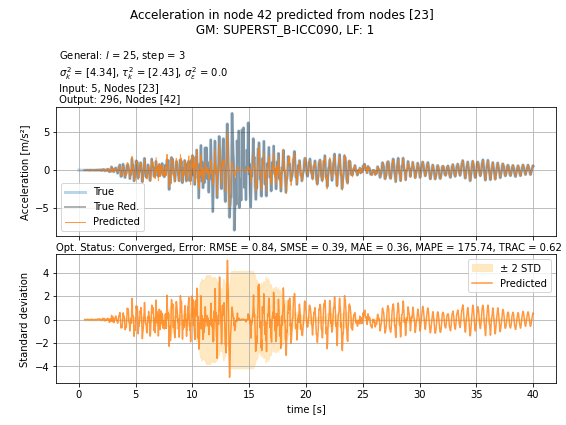 Acceleration in node 42 predicted from nodes [23]
GM: SUPERST_B-ICC090, LF: 1
General: l = 25, step = 3
σ²ₖ = [4.34], τ²ₖ = [2.43], σ²ε = 0.0
Input: 5, Nodes [23]
Output: 296, Nodes [42]
Acceleration [m/s²]
5
0
−5
True
True Red.
Predicted
Opt. Status: Converged, Error: RMSE = 0.84, SMSE = 0.39, MAE = 0.36, MAPE = 175.74, TRAC = 0.62
Standard deviation
4
2
0
−2
−4
± 2 STD
Predicted
0 5 10 15 20 25 30 35 40
time [s]